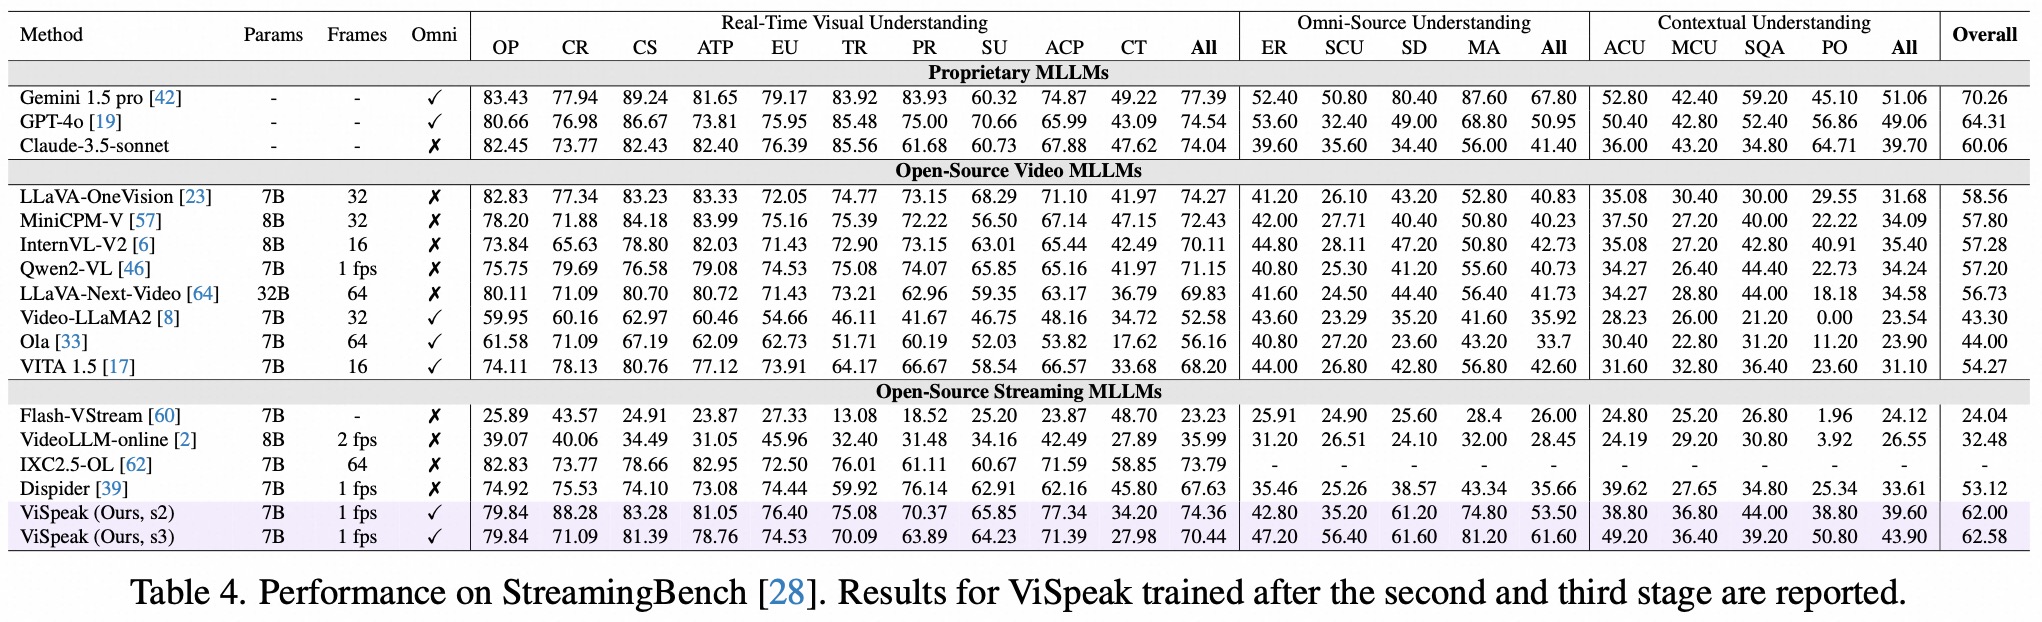 Method Params Frames Omni Real-Time Visual Understanding Omni-Source Understanding Contextual Understanding Overall
OP CR CS ATP EU TR PR SU ACP CT All ER SCU SD MA All ACU MCU SQA PO All
Proprietary MLLMs
Gemini 1.5 pro [42] - - ✓ 83.43 77.94 89.24 81.65 79.17 83.92 83.93 60.32 74.87 49.22 77.39 52.40 50.80 80.40 87.60 67.80 52.80 42.40 59.20 45.10 51.06 70.26
GPT-4o [19] - - ✓ 80.66 76.98 86.67 73.81 75.95 85.48 75.00 70.66 65.99 43.09 74.54 53.60 32.40 49.00 68.80 50.95 50.40 42.80 52.40 56.86 49.06 64.31
Claude-3.5-sonnet - - ✗ 82.45 73.77 82.43 82.40 76.39 85.56 61.68 60.73 67.88 47.62 74.04 39.60 35.60 34.40 56.00 41.40 36.00 43.20 34.80 64.71 39.70 60.06
Open-Source Video MLLMs
LLaVA-OneVision [23] 7B 32 ✗ 82.83 77.34 83.23 83.33 72.05 74.77 73.15 68.29 71.10 41.97 74.27 41.20 26.10 43.20 52.80 40.83 35.08 30.40 30.00 29.55 31.68 58.56
MiniCPM-V [57] 8B 32 ✗ 78.20 71.88 84.18 83.99 75.16 75.39 72.22 56.50 67.14 47.15 72.43 42.00 27.71 40.40 50.80 40.23 37.50 27.20 40.00 22.22 34.09 57.80
InternVL-V2 [6] 8B 16 ✗ 73.84 65.63 78.80 82.03 71.43 72.90 73.15 63.01 65.44 42.49 70.11 44.80 28.11 47.20 50.80 42.73 35.08 27.20 42.80 40.91 35.40 57.28
Qwen2-VL [46] 7B 1 fps ✗ 75.75 79.69 76.58 79.08 74.53 75.08 74.07 65.85 65.16 41.97 71.15 40.80 25.30 41.20 55.60 40.73 34.27 26.40 44.40 22.73 34.24 57.20
LLaVA-Next-Video [64] 32B 64 ✗ 80.11 71.09 80.70 80.72 71.43 73.21 62.96 59.35 63.17 36.79 69.83 41.60 24.50 44.40 56.40 41.73 34.27 28.80 44.00 18.18 34.58 56.73
Video-LLaMA2 [8] 7B 32 ✓ 59.95 60.16 62.97 60.46 54.66 46.11 41.67 46.75 48.16 34.72 52.58 43.60 23.29 35.20 41.60 35.92 28.23 26.00 21.20 0.00 23.54 43.30
Ola [33] 7B 64 ✓ 61.58 71.09 67.19 62.09 62.73 51.71 60.19 52.03 53.82 17.62 56.16 40.80 27.20 23.60 43.20 33.7 30.40 22.80 31.20 11.20 23.90 44.00
VITA 1.5 [17] 7B 16 ✓ 74.11 78.13 80.76 77.12 73.91 64.17 66.67 58.54 66.57 33.68 68.20 44.00 26.80 42.80 56.80 42.60 31.60 32.80 36.40 23.60 31.10 54.27
Open-Source Streaming MLLMs
Flash-VStream [60] 7B - ✗ 25.89 43.57 24.91 23.87 27.33 13.08 18.52 25.20 23.87 48.70 23.23 25.91 24.90 25.60 28.4 26.00 24.80 25.20 26.80 1.96 24.12 24.04
VideoLLM-online [2] 8B 2 fps ✗ 39.07 40.06 34.49 31.05 45.96 32.40 31.48 34.16 42.49 27.89 35.99 31.20 26.51 24.10 32.00 28.45 24.19 29.20 30.80 3.92 26.55 32.48
IXC2.5-OL [62] 7B 64 ✗ 82.83 73.77 78.66 82.95 72.50 76.01 61.11 60.67 71.59 58.85 73.79 - - - - - - - - - - -
Dispider [39] 7B 1 fps ✗ 74.92 75.53 74.10 73.08 74.44 59.92 76.14 62.91 62.16 45.80 67.63 35.46 25.26 38.57 43.34 35.66 39.62 27.65 34.80 25.34 33.61 53.12
ViSpeak (Ours, s2) 7B 1 fps ✓ 79.84 88.28 83.28 81.05 76.40 75.08 70.37 65.85 77.34 34.20 74.36 42.80 35.20 61.20 74.80 53.50 38.80 36.80 44.00 38.80 39.60 62.00
ViSpeak (Ours, s3) 7B 1 fps ✓ 79.84 71.09 81.39 78.76 74.53 70.09 63.89 64.23 71.39 27.98 70.44 47.20 56.40 61.60 81.20 61.60 49.20 36.40 39.20 50.80 43.90 62.58
Table 4. Performance on StreamingBench [28]. Results for ViSpeak trained after the second and third stage are reported.